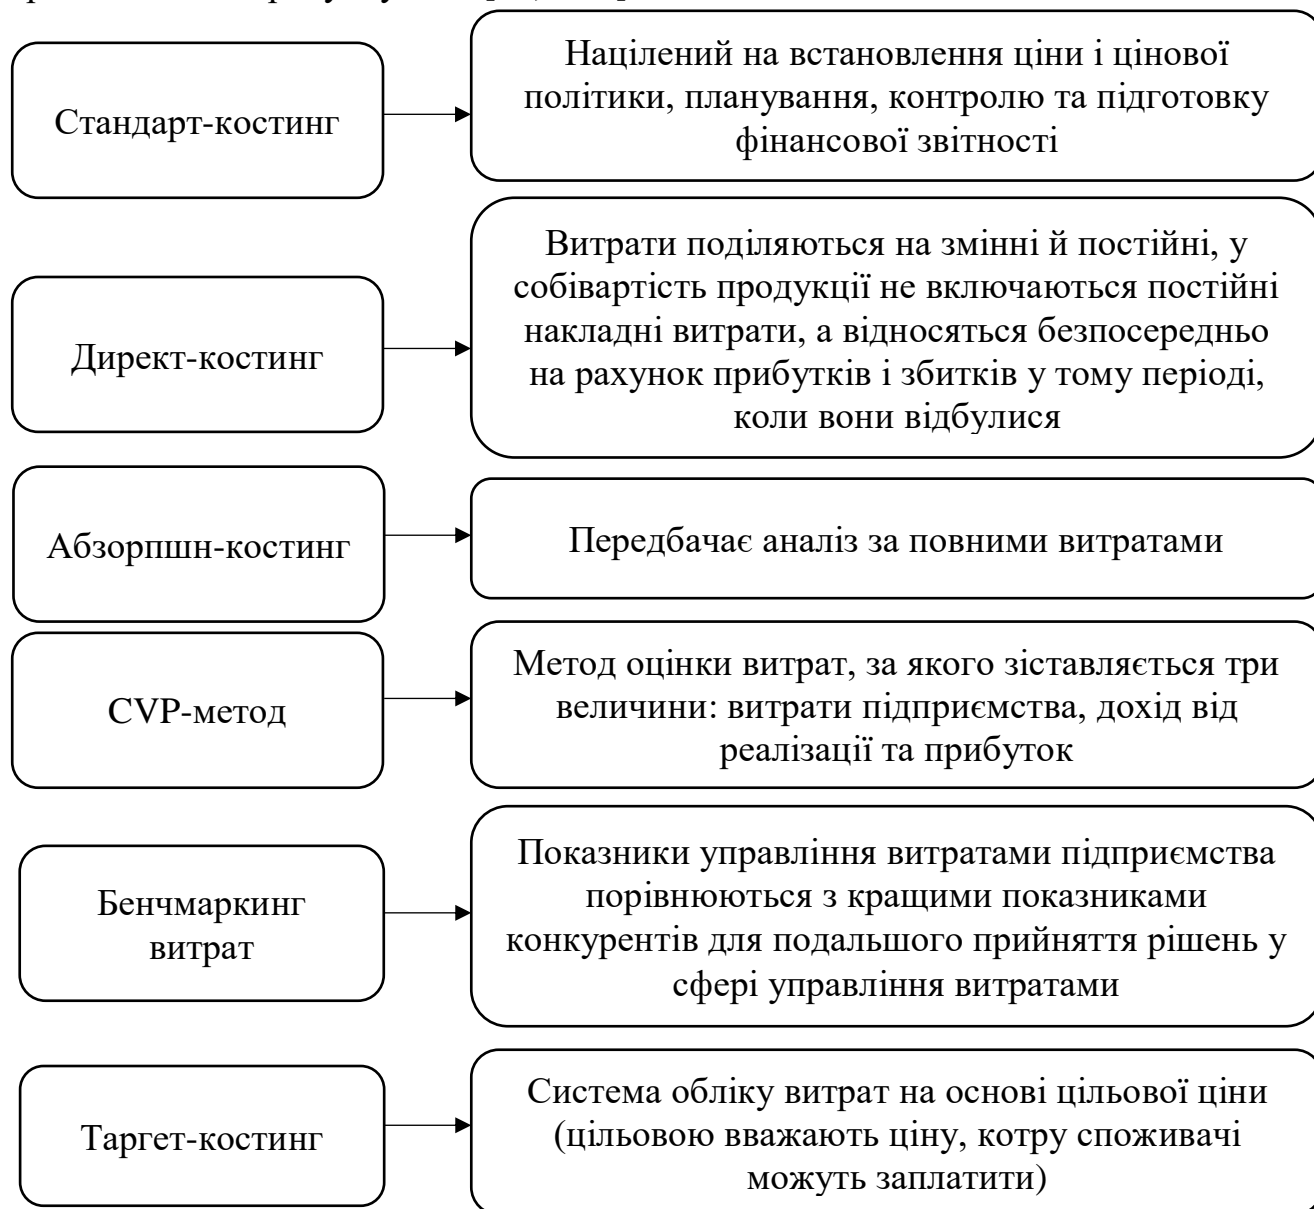 Стандарт-костинг
Націлений на встановлення ціни і цінової
політики, планування, контролю та підготовку
фінансової звітності
Директ-костинг
Витрати поділяються на змінні й постійні, у
собівартість продукції не включаються постійні
накладні витрати, а відносяться безпосередньо
на рахунок прибутків і збитків у тому періоді,
коли вони відбулися
Абзорпшн-костинг
Передбачає аналіз за повними витратами
CVP-метод
Метод оцінки витрат, за якого зіставляється три
величини: витрати підприємства, дохід від
реалізації та прибуток
Бенчмаркинг
витрат
Показники управління витратами підприємства
порівнюються з кращими показниками
конкурентів для подальшого прийняття рішень у
сфері управління витратами
Таргет-костинг
Система обліку витрат на основі цільової ціни
(цільовою вважають ціну, котру споживачі
можуть заплатити)